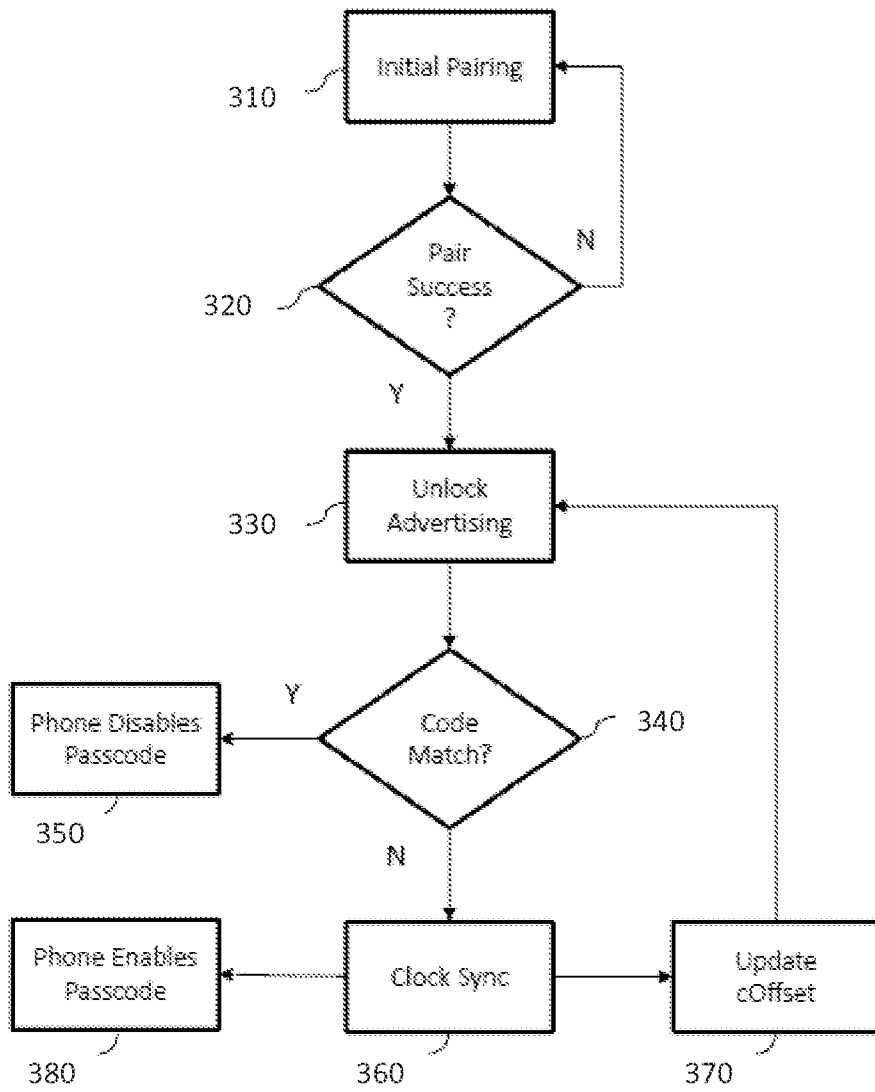 Initial Pairing
310
Pair
Success
?
N
320
Y
Unlock
Advertising
330
Y
Code
Match?
340
Phone Disables
Passcode
350
N
Phone Enables
Passcode
Clock Sync
Update
cOffset
380
360
370